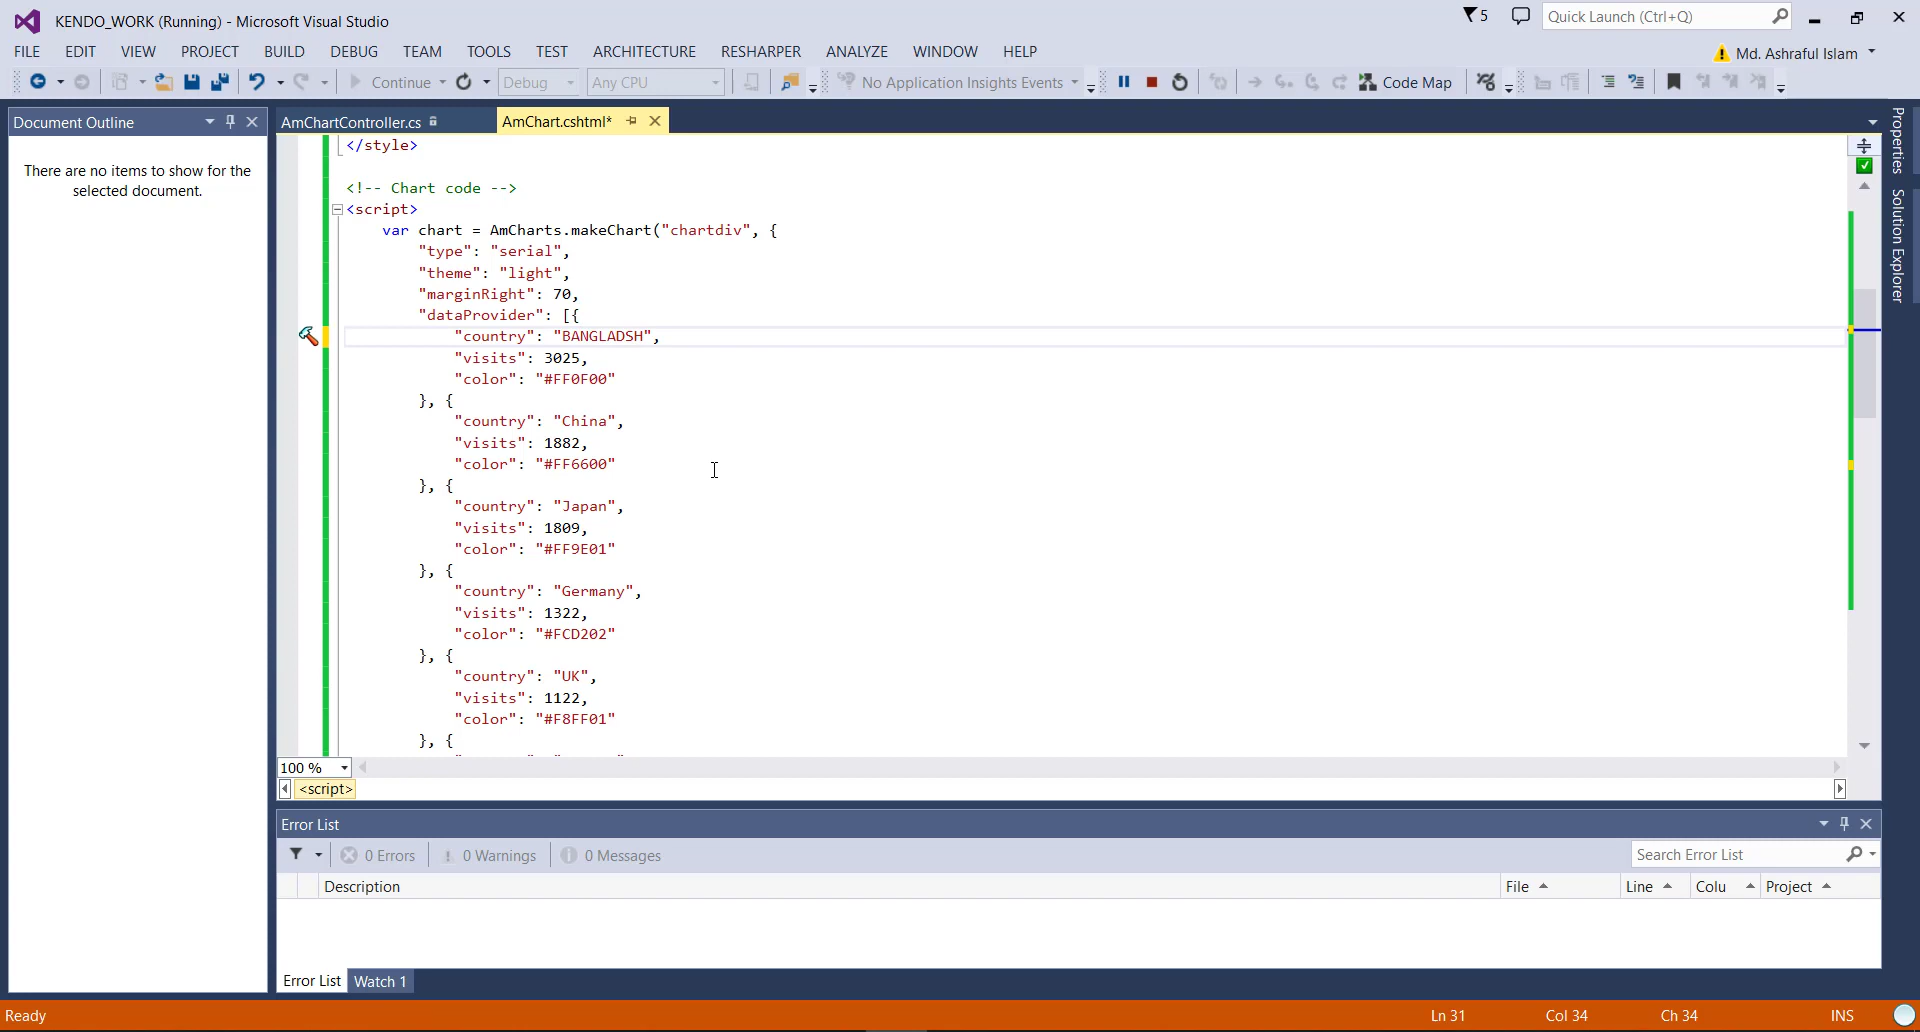 KENDO_WORK (Running) - Microsoft Visual Studio
5
Quick Launch (Ctrl+Q)
FILE EDIT VIEW PROJECT BUILD DEBUG TEAM TOOLS TEST ARCHITECTURE RESHARPER ANALYZE WINDOW HELP
Md. Ashraful Islam
Continue Debug Any CPU No Application Insights Events Code Map
Document Outline
There are no items to show for the
selected document.
AmChartController.cs
AmChart.cshtml*
Properties
Solution Explorer
</style>
<!-- Chart code -->
<script>
var chart = AmCharts.makeChart("chartdiv", {
"type": "serial",
"theme": "light",
"marginRight": 70,
"dataProvider": [{
"country": "BANGLADSH",
"visits": 3025,
"color": "#FF0F00"
}, {
"country": "China",
"visits": 1882,
"color": "#FF6600"
}, {
"country": "Japan",
"visits": 1809,
"color": "#FF9E01"
}, {
"country": "Germany",
"visits": 1322,
"color": "#FCD202"
}, {
"country": "UK",
"visits": 1122,
"color": "#F8FF01"
}, {
100 %
<script>
Error List
0 Errors 0 Warnings 0 Messages
Search Error List
Description File Line Colu Project
Error List Watch 1
Ready Ln 31 Col 34 Ch 34 INS